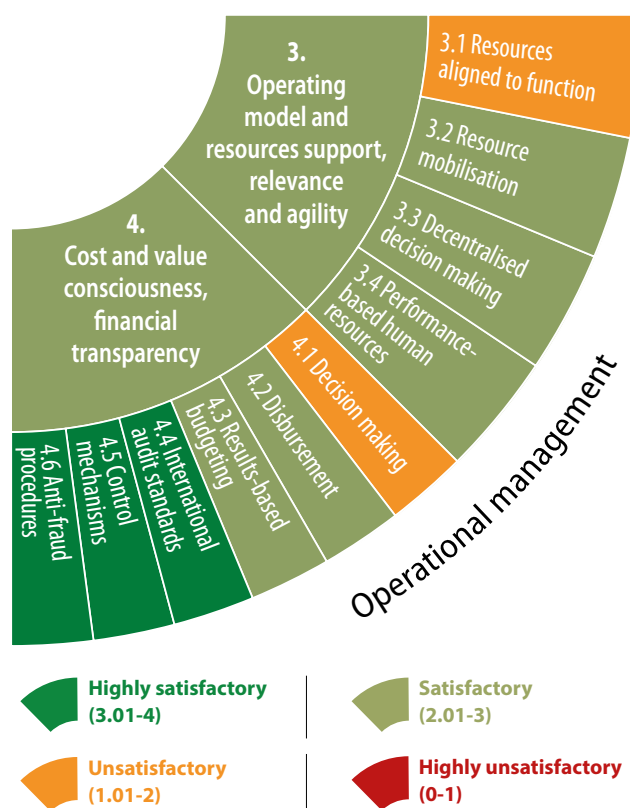 3.
Operating
model and
resources support,
relevance
and agility
3.1 Resources
aligned to function
3.2 Resource
mobilisation
3.3 Decentralised
decision making
3.4 Performance-
based human
resources
4.
Cost and value
consciousness,
financial
transparency
4.1 Decision making
4.2 Disbursement
4.3 Results-based
budgeting
4.4 International
audit standards
4.5 Control
mechanisms
4.6 Anti-fraud
procedures
Operational management
Highly satisfactory
(3.01-4)
Satisfactory
(2.01-3)
Unsatisfactory
(1.01-2)
Highly unsatisfactory
(0-1)